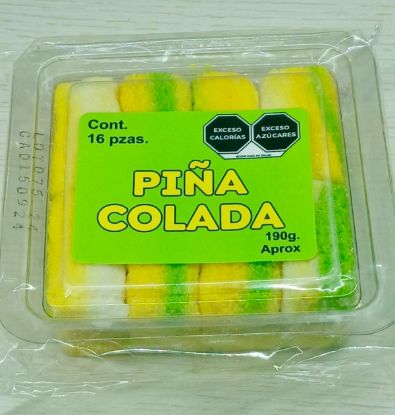 Cont.
16 pzas.
EXCESO
CALORÍAS
EXCESO
AZÚCARES
PIÑA
COLADA
190g.
Aprox